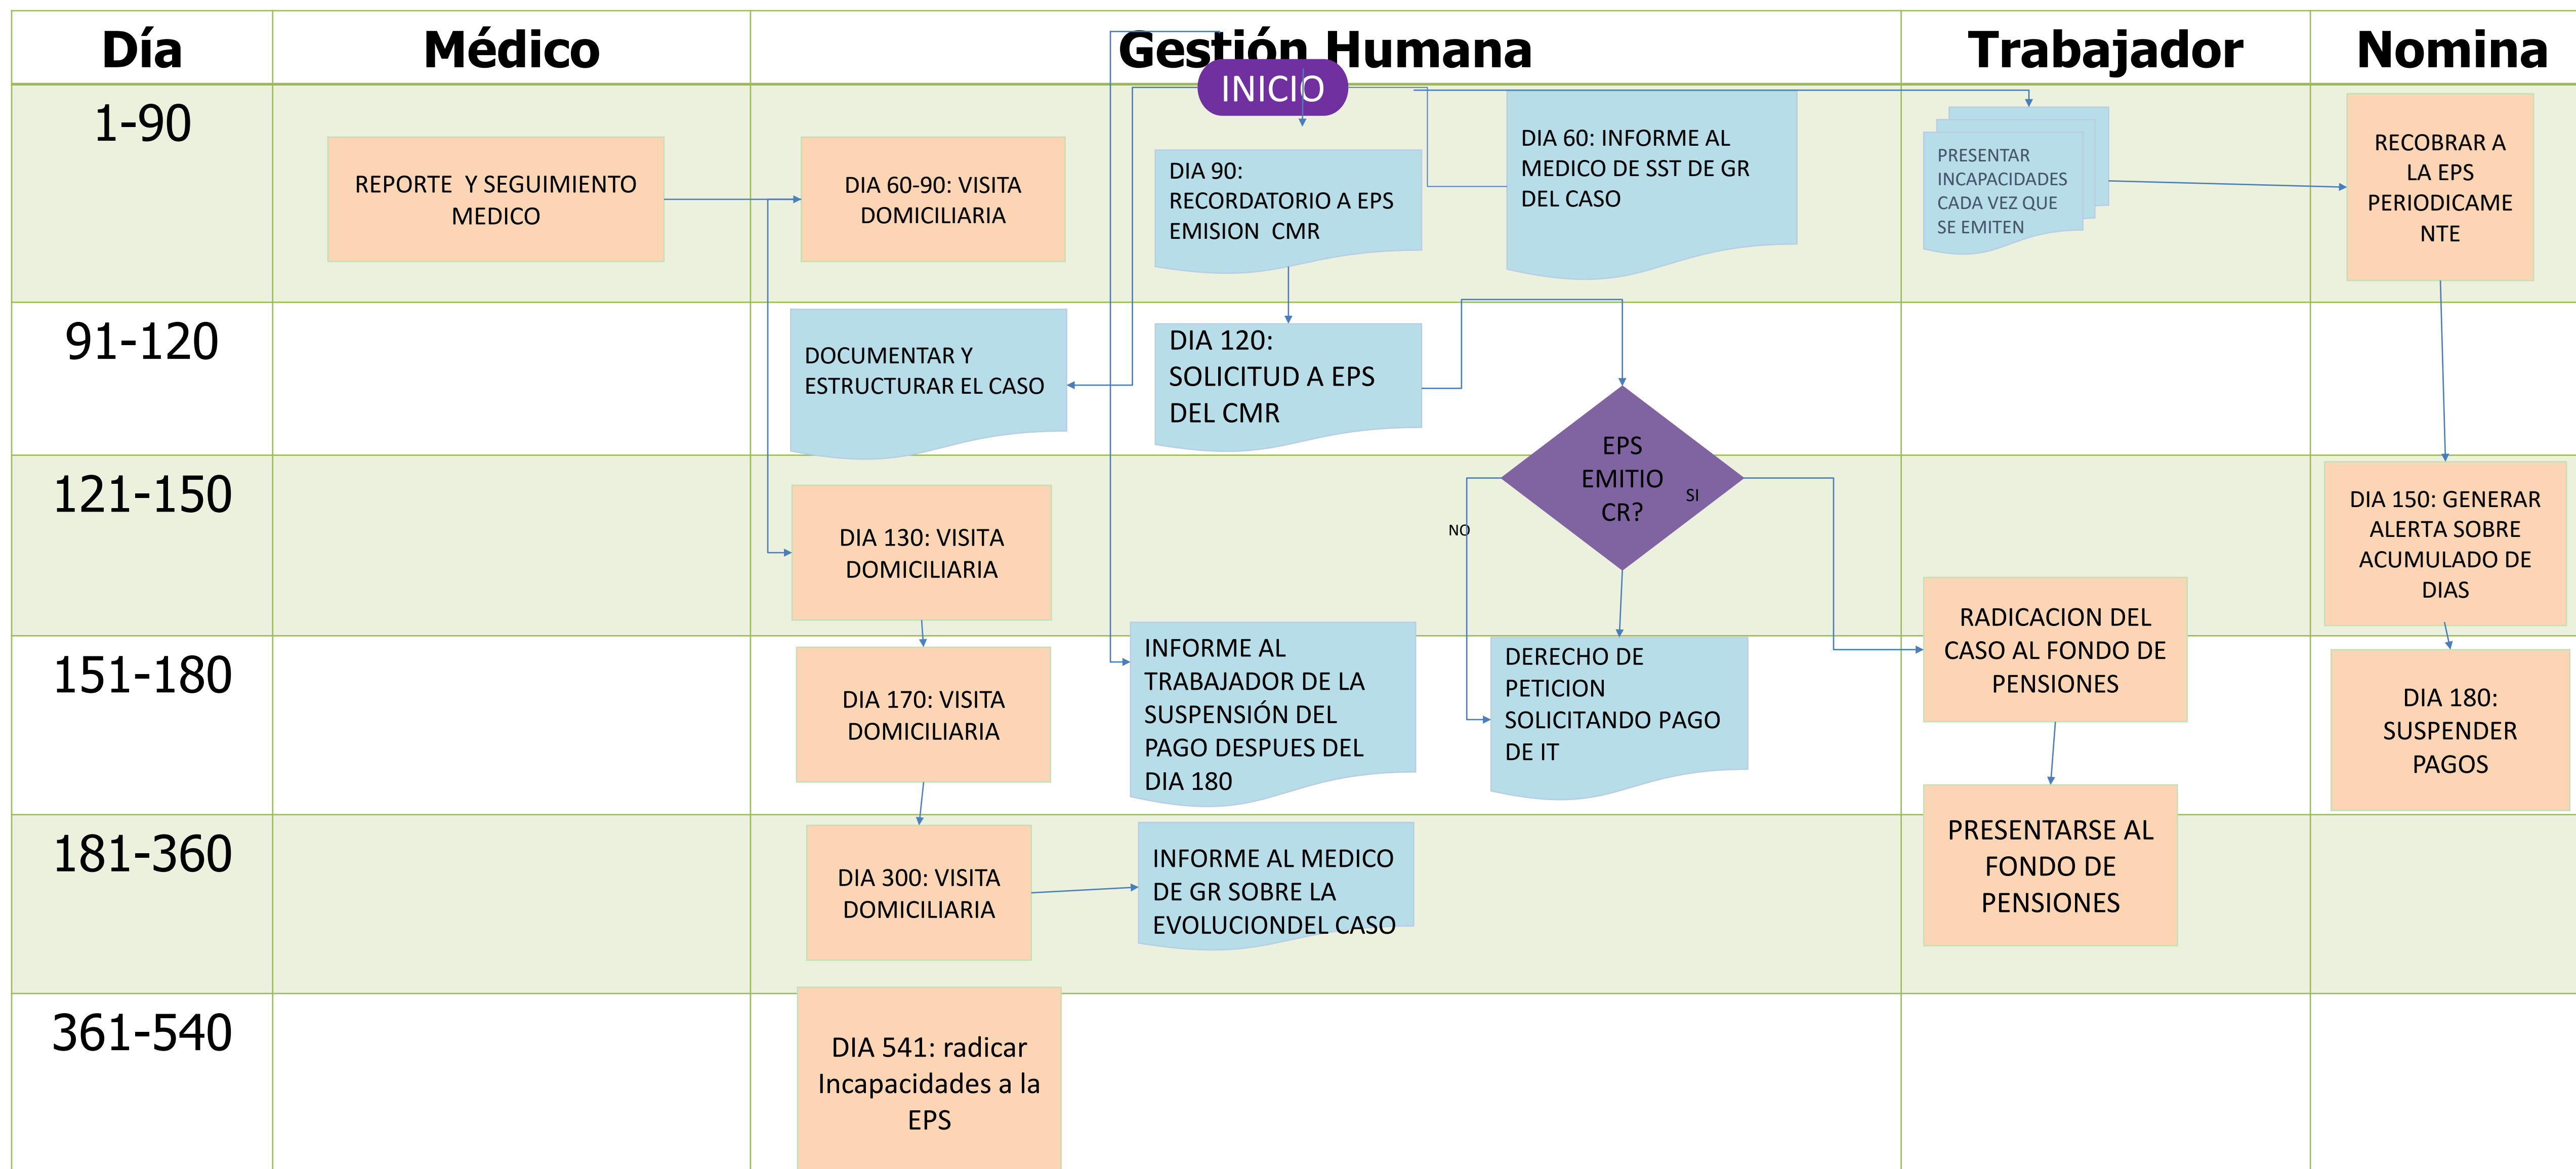 Día
Médico
Gestión Humana
Trabajador
Nomina
INICIO
1-90
REPORTE Y SEGUIMIENTO
MEDICO
DIA 60-90: VISITA
DOMICILIARIA
DIA 90:
RECORDATORIO A EPS
EMISION CMR
DIA 60: INFORME AL
MEDICO DE SST DE GR
DEL CASO
PRESENTAR
INCAPACIDADES
CADA VEZ QUE
SE EMITEN
RECOBRAR A
LA EPS
PERIODICAME
NTE
91-120
DOCUMENTAR Y
ESTRUCTURAR EL CASO
DIA 120:
SOLICITUD A EPS
DEL CMR
EPS
EMITIO
CR?
SI
NO
121-150
DIA 130: VISITA
DOMICILIARIA
DIA 150: GENERAR
ALERTA SOBRE
ACUMULADO DE
DIAS
RADICACION DEL
CASO AL FONDO DE
PENSIONES
151-180
DIA 170: VISITA
DOMICILIARIA
INFORME AL
TRABAJADOR DE LA
SUSPENSIÓN DEL
PAGO DESPUES DEL
DIA 180
DERECHO DE
PETICION
SOLICITANDO PAGO
DE IT
DIA 180:
SUSPENDER
PAGOS
181-360
DIA 300: VISITA
DOMICILIARIA
INFORME AL MEDICO
DE GR SOBRE LA
EVOLUCIONDEL CASO
PRESENTARSE AL
FONDO DE
PENSIONES
361-540
DIA 541: radicar
Incapacidades a la
EPS